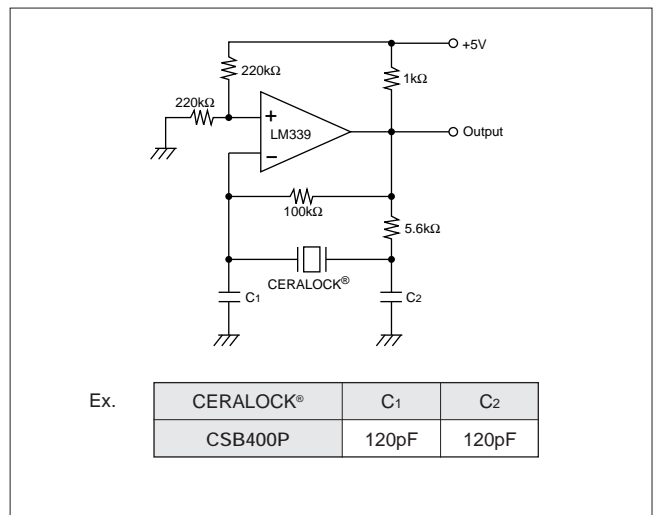 +5V
220kΩ
1kΩ
220kΩ
+
LM339
Output
−
100kΩ
5.6kΩ
CERALOCK®
C1
C2
Ex.
CERALOCK® C1 C2
CSB400P 120pF 120pF